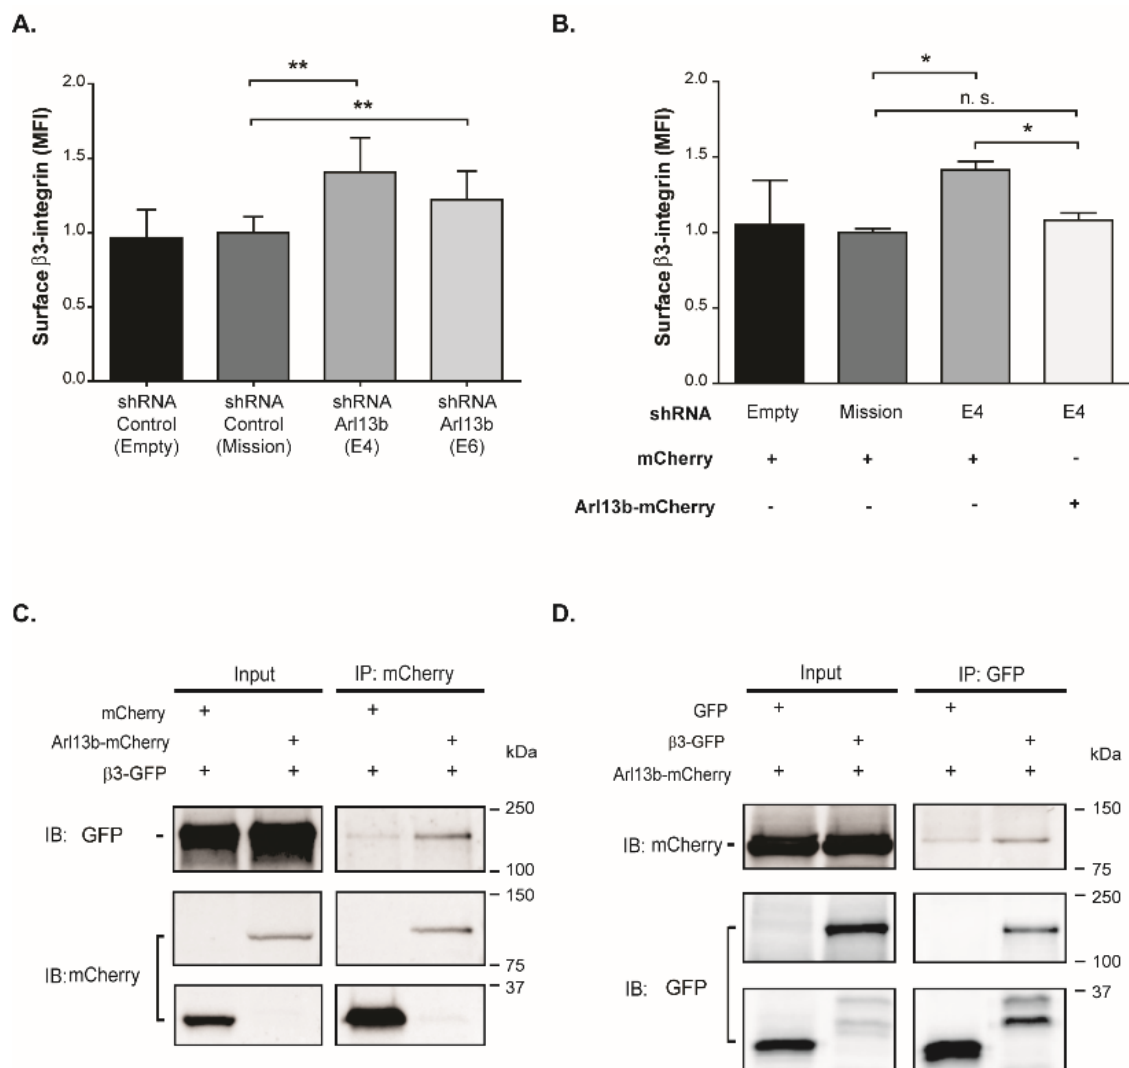 A.
Surface β3-integrin (MFI)
2.0
1.5
1.0
0.5
0.0
**
**
shRNA Control (Empty)
shRNA Control (Mission)
shRNA Arl13b (E4)
shRNA Arl13b (E6)
B.
Surface β3-integrin (MFI)
2.0
1.5
1.0
0.5
0.0
*
n. s.
*
shRNA Empty Mission E4 E4
mCherry + + + -
Arl13b-mCherry - - - +
C.
Input IP: mCherry
mCherry + +
Arl13b-mCherry + +
kDa
β3-GFP + + + +
IB: GFP -
– 250
– 100
– 150
IB:mCherry
– 75
– 37
D.
Input IP: GFP
GFP + +
β3-GFP + +
kDa
Arl13b-mCherry + + + +
– 150
IB: mCherry-
– 75
– 250
– 100
IB: GFP
– 37